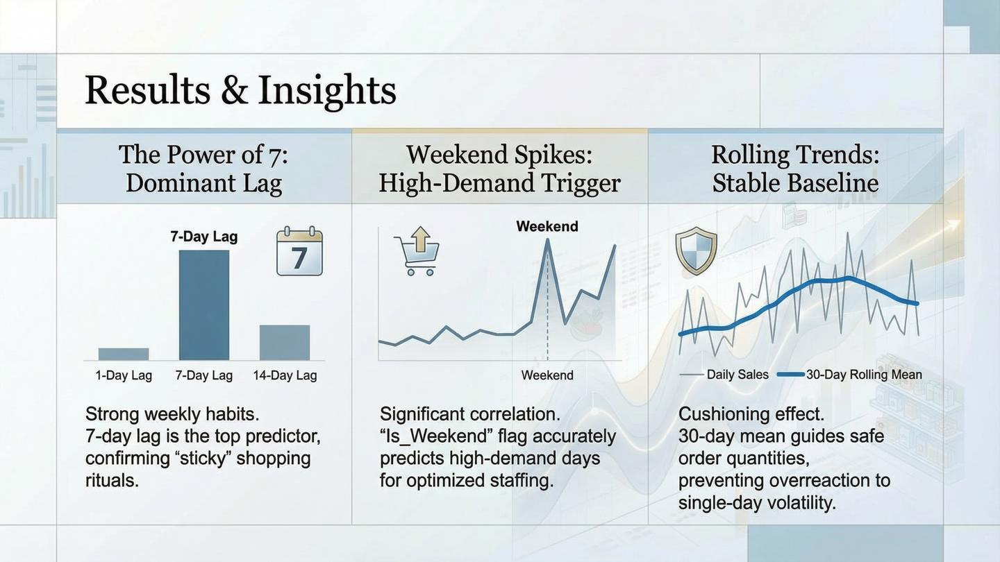 Results & Insights
The Power of 7:
Dominant Lag
7-Day Lag
7
1-Day Lag
7-Day Lag
14-Day Lag
Strong weekly habits.
7-day lag is the top predictor,
confirming “sticky” shopping
rituals.
Weekend Spikes:
High-Demand Trigger
Weekend
Weekend
Significant correlation.
“Is_Weekend” flag accurately
predicts high-demand days
for optimized staffing.
Rolling Trends:
Stable Baseline
Daily Sales
30-Day Rolling Mean
Cushioning effect.
30-day mean guides safe
order quantities,
preventing overreaction to
single-day volatility.